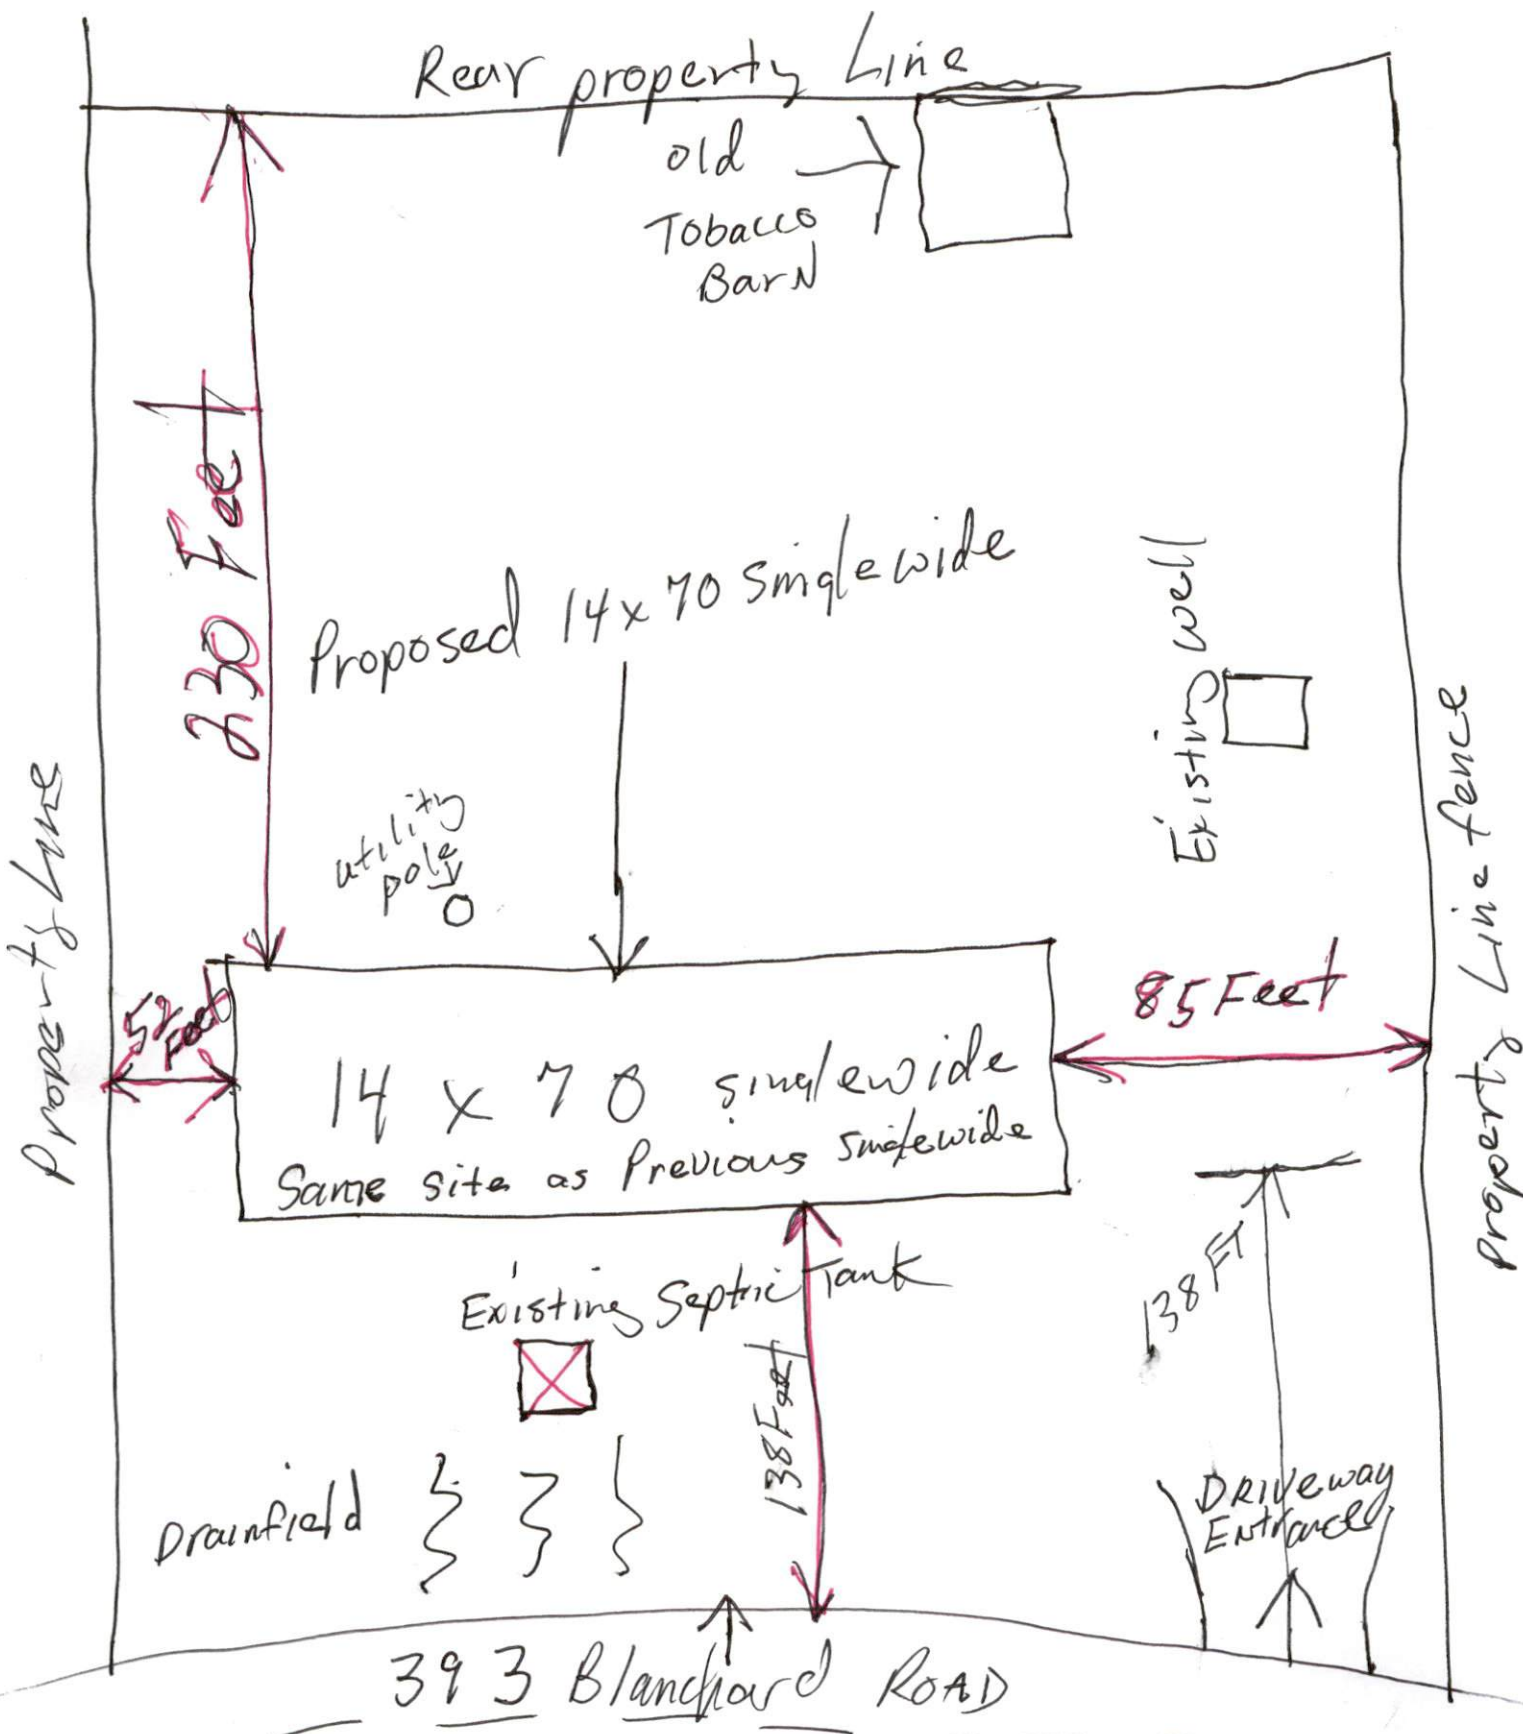 Rear property Line
old
Tobacco
Barn
230 Feet
Proposed 14x70 Singlewide
Existing well
utility
pole
Property Line
Property Line fence
52
Feet
85 Feet
14 x 70 singlewide
Same site as Previous Singlewide
Existing Septic Tank
138 Feet
138 FT
Drainfield
DRIVEway
Entrance
393 Blanchard ROAD